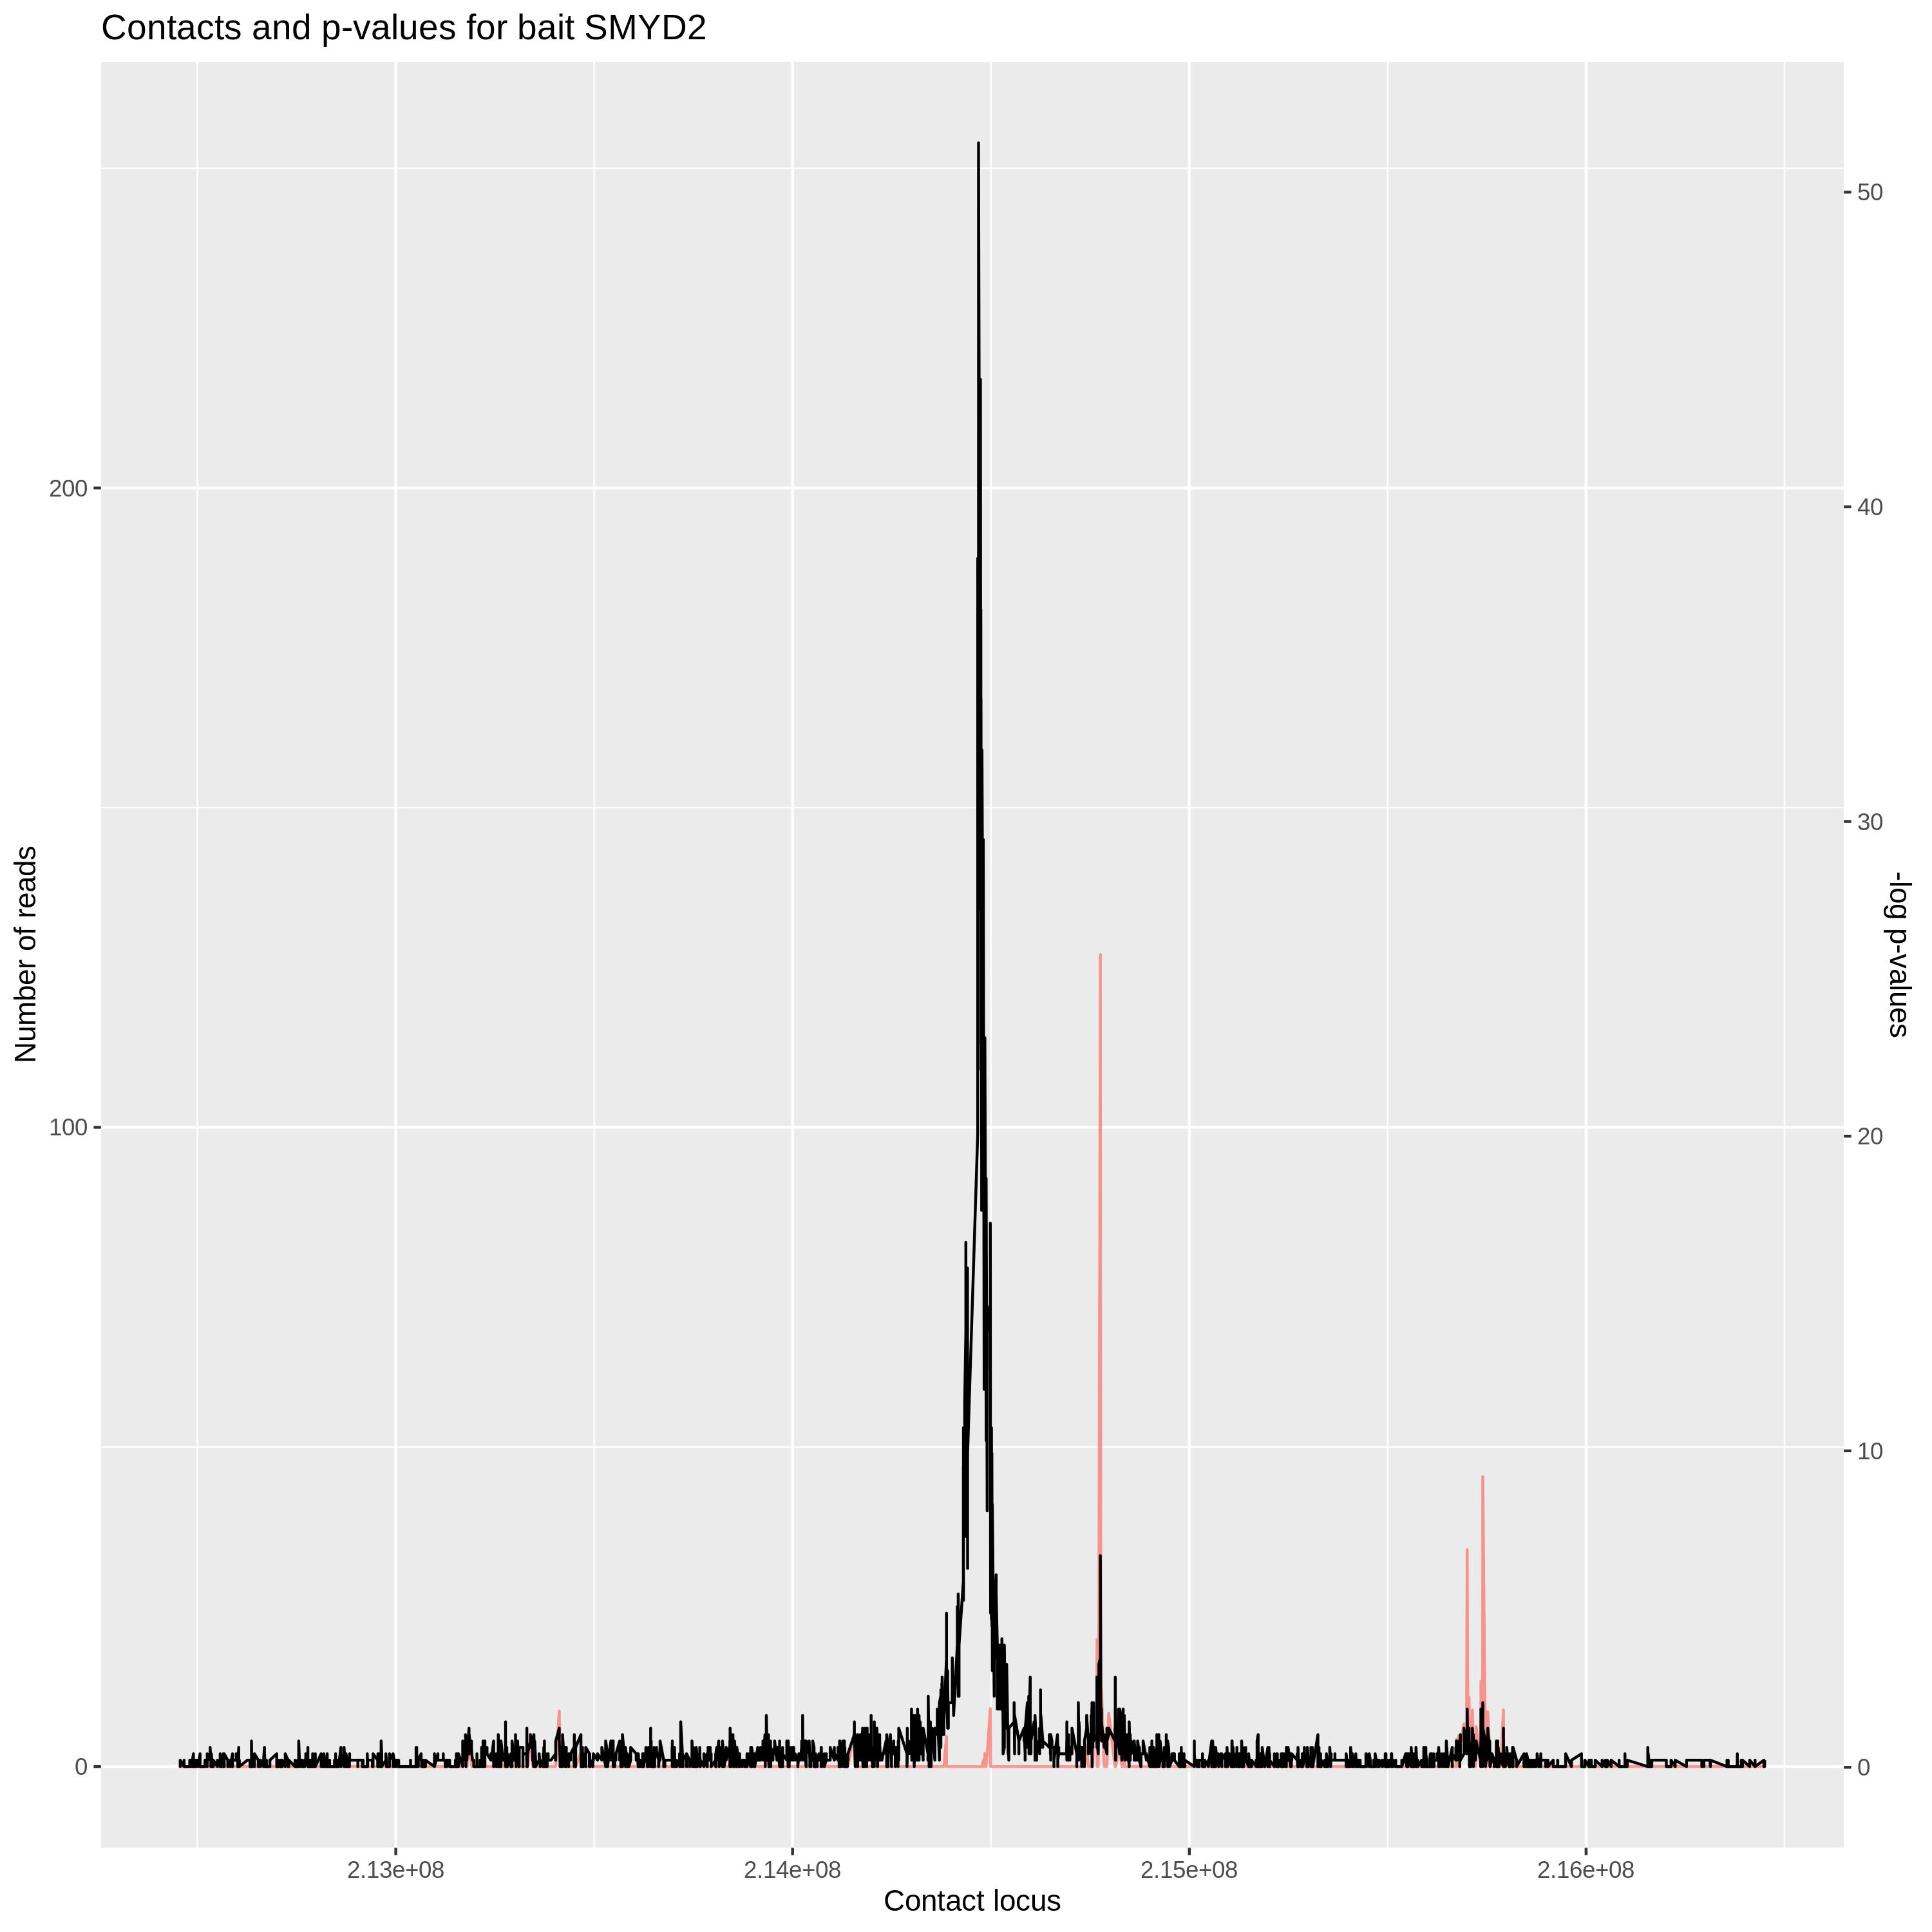 Contacts and p-values for bait SMYD2
Number of reads
200
100
0
50
40
30
20
10
0
-log p-values
2.13e+08
2.14e+08
2.15e+08
2.16e+08
Contact locus